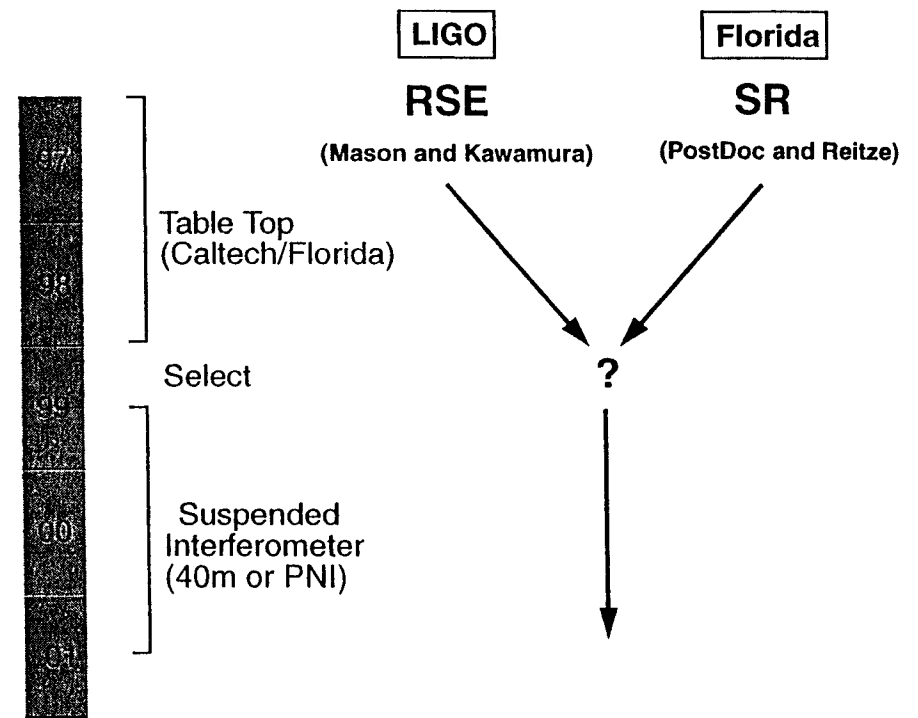 LIGO
Florida
RSE
SR
(Mason and Kawamura)
(PostDoc and Reitze)
97
Table Top
(Caltech/Florida)
98
Select
?
99
Suspended
Interferometer
(40m or PNI)
00
01